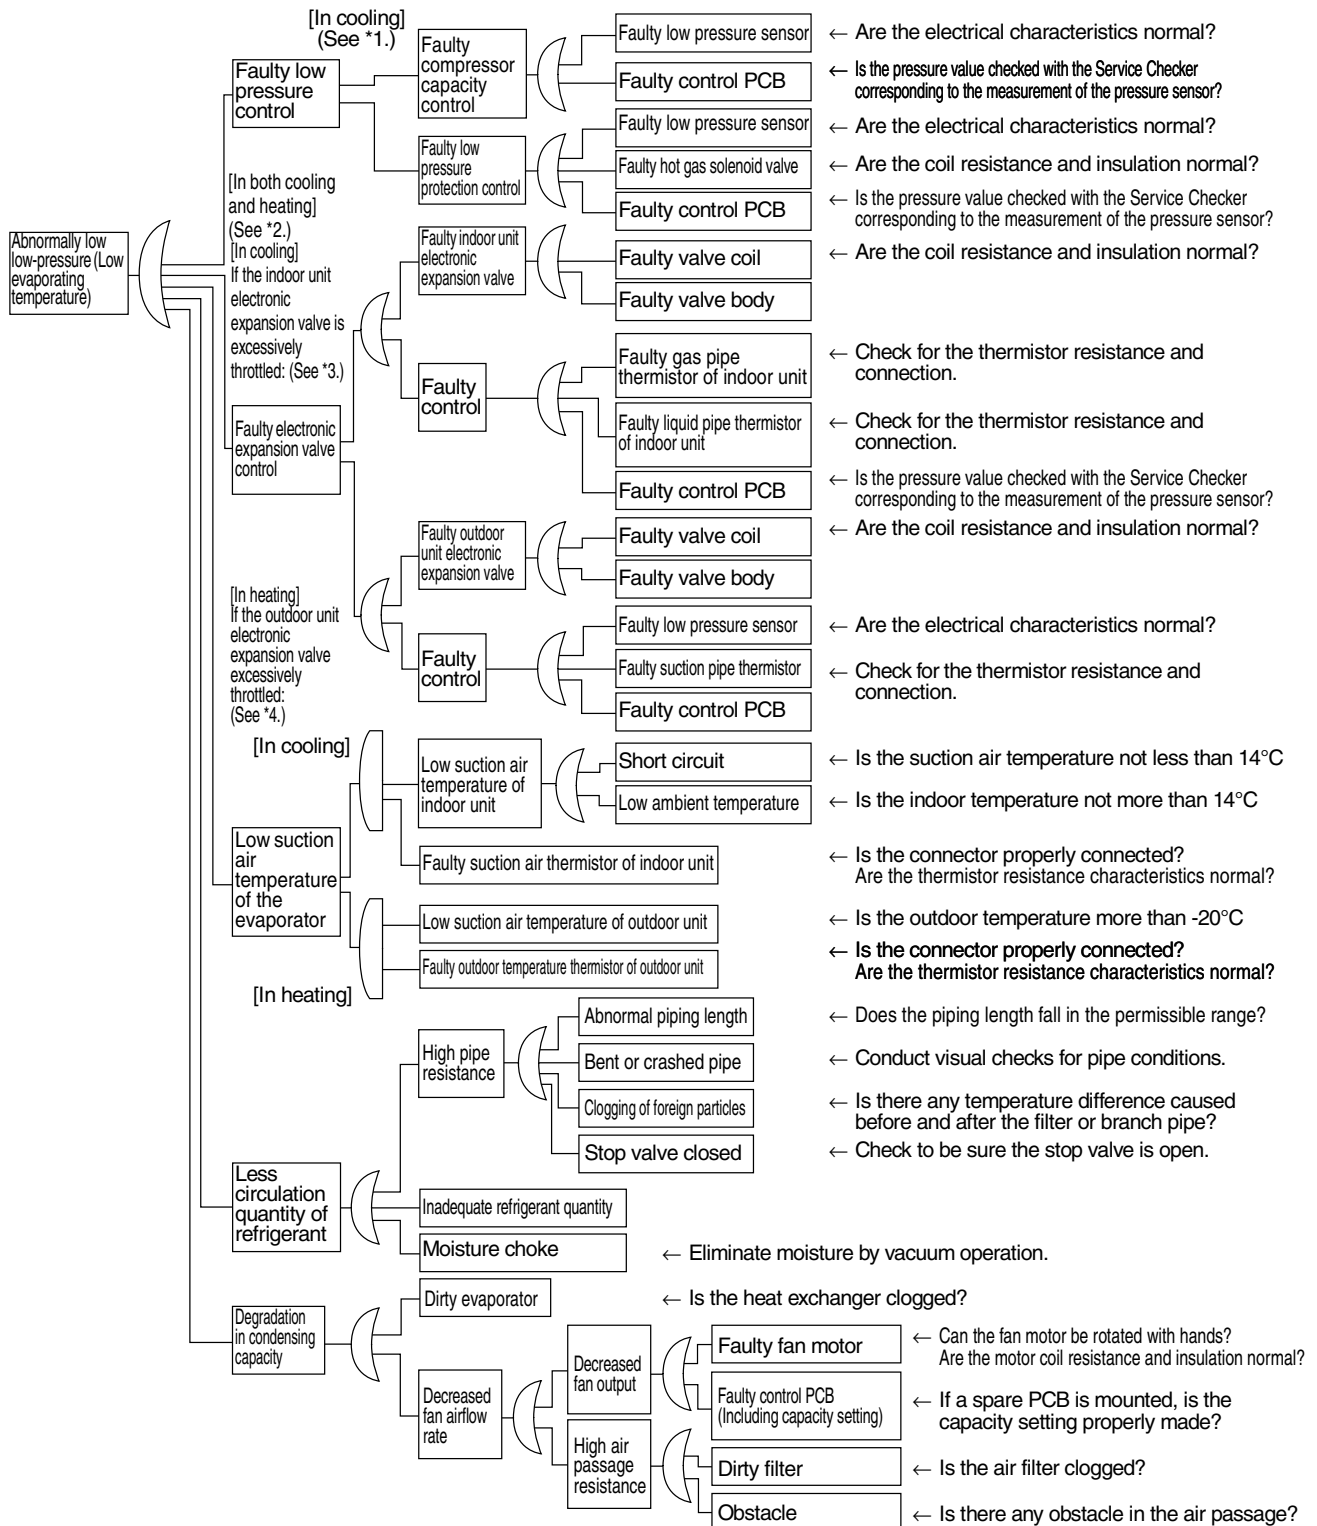 [In cooling]
(See *1.)
Faulty low
pressure
control
Faulty
compressor
capacity
control
Faulty low pressure sensor
← Are the electrical characteristics normal?
Faulty control PCB
← Is the pressure value checked with the Service Checker
corresponding to the measurement of the pressure sensor?
Faulty low
pressure
protection control
Faulty low pressure sensor
← Are the electrical characteristics normal?
Faulty hot gas solenoid valve
← Are the coil resistance and insulation normal?
Faulty control PCB
← Is the pressure value checked with the Service Checker
corresponding to the measurement of the pressure sensor?
[In both cooling
and heating]
(See *2.)
Abnormally low
low-pressure (Low
evaporating
temperature)
[In cooling]
If the indoor unit
electronic
expansion valve is
excessively
throttled: (See *3.)
Faulty indoor unit
electronic
expansion valve
Faulty valve coil
← Are the coil resistance and insulation normal?
Faulty valve body
Faulty
control
Faulty gas pipe
thermistor of indoor unit
← Check for the thermistor resistance and
connection.
Faulty liquid pipe thermistor
of indoor unit
← Check for the thermistor resistance and
connection.
Faulty control PCB
← Is the pressure value checked with the Service Checker
corresponding to the measurement of the pressure sensor?
Faulty electronic
expansion valve
control
Faulty outdoor
unit electronic
expansion valve
Faulty valve coil
← Are the coil resistance and insulation normal?
Faulty valve body
[In heating]
If the outdoor unit
electronic
expansion valve
excessively
throttled:
(See *4.)
Faulty
control
Faulty low pressure sensor
← Are the electrical characteristics normal?
Faulty suction pipe thermistor
← Check for the thermistor resistance and
connection.
Faulty control PCB
[In cooling]
Low suction air
temperature of
indoor unit
Short circuit
← Is the suction air temperature not less than 14°C
Low ambient temperature
← Is the indoor temperature not more than 14°C
Low suction
air
temperature
of the
evaporator
Faulty suction air thermistor of indoor unit
← Is the connector properly connected?
Are the thermistor resistance characteristics normal?
Low suction air temperature of outdoor unit
← Is the outdoor temperature more than -20°C
Faulty outdoor temperature thermistor of outdoor unit
← Is the connector properly connected?
Are the thermistor resistance characteristics normal?
[In heating]
High pipe
resistance
Abnormal piping length
← Does the piping length fall in the permissible range?
Bent or crashed pipe
← Conduct visual checks for pipe conditions.
Clogging of foreign particles
← Is there any temperature difference caused
before and after the filter or branch pipe?
Stop valve closed
← Check to be sure the stop valve is open.
Less
circulation
quantity of
refrigerant
Inadequate refrigerant quantity
Moisture choke
← Eliminate moisture by vacuum operation.
Degradation
in condensing
capacity
Dirty evaporator
← Is the heat exchanger clogged?
Decreased
fan airflow
rate
Decreased
fan output
Faulty fan motor
← Can the fan motor be rotated with hands?
Are the motor coil resistance and insulation normal?
Faulty control PCB
(Including capacity setting)
← If a spare PCB is mounted, is the
capacity setting properly made?
High air
passage
resistance
Dirty filter
← Is the air filter clogged?
Obstacle
← Is there any obstacle in the air passage?